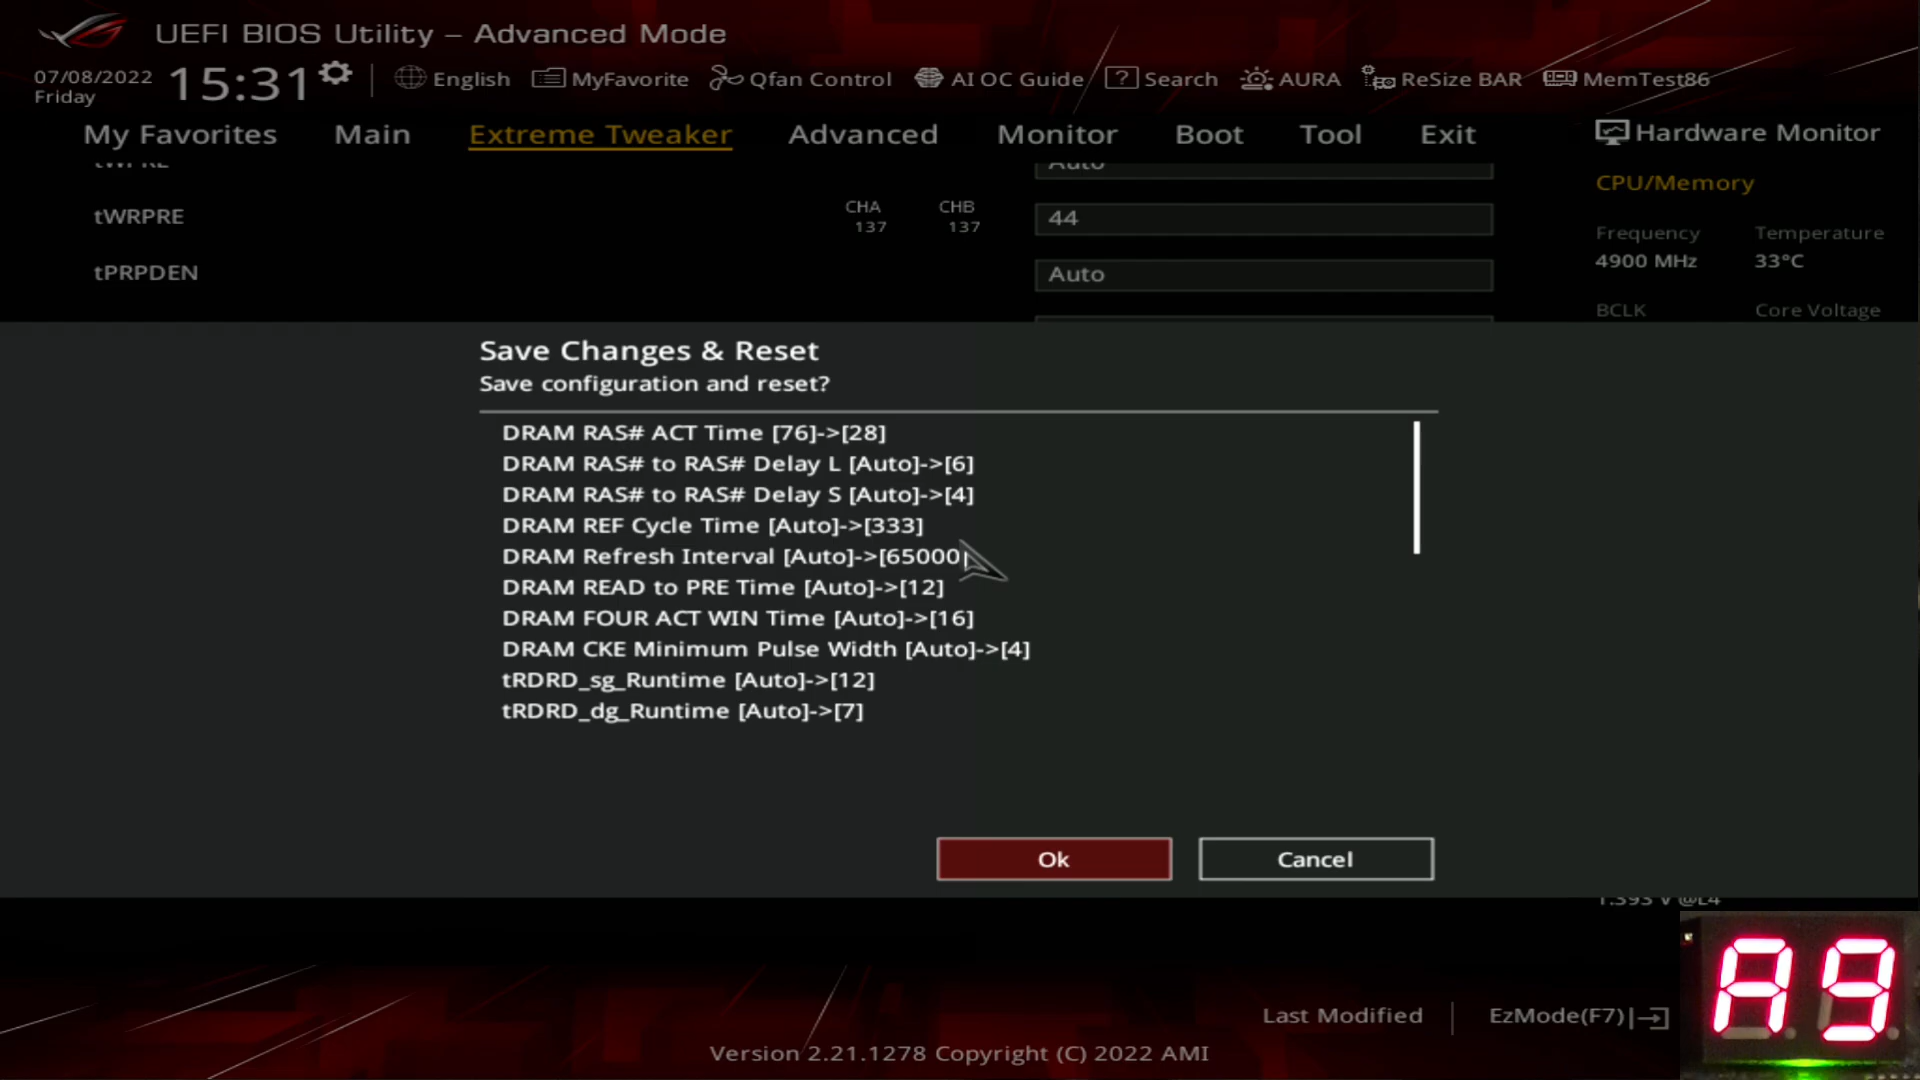 UEFI BIOS Utility – Advanced Mode
07/08/2022
Friday
15:31
English
MyFavorite
Qfan Control
AI OC Guide
Search
AURA
ReSize BAR
MemTest86
My Favorites
Main
Extreme Tweaker
Advanced
Monitor
Boot
Tool
Exit
Hardware Monitor
Auto
CPU/Memory
tWRPRE
CHA
137
CHB
137
44
Frequency
4900 MHz
Temperature
33°C
tPRPDEN
Auto
BCLK
Core Voltage
Save Changes & Reset
Save configuration and reset?
DRAM RAS# ACT Time [76]->[28]
DRAM RAS# to RAS# Delay L [Auto]->[6]
DRAM RAS# to RAS# Delay S [Auto]->[4]
DRAM REF Cycle Time [Auto]->[333]
DRAM Refresh Interval [Auto]->[65000]
DRAM READ to PRE Time [Auto]->[12]
DRAM FOUR ACT WIN Time [Auto]->[16]
DRAM CKE Minimum Pulse Width [Auto]->[4]
tRDRD_sg_Runtime [Auto]->[12]
tRDRD_dg_Runtime [Auto]->[7]
Ok
Cancel
1.393 V @L4
Last Modified
EzMode(F7)
Version 2.21.1278 Copyright (C) 2022 AMI
A9